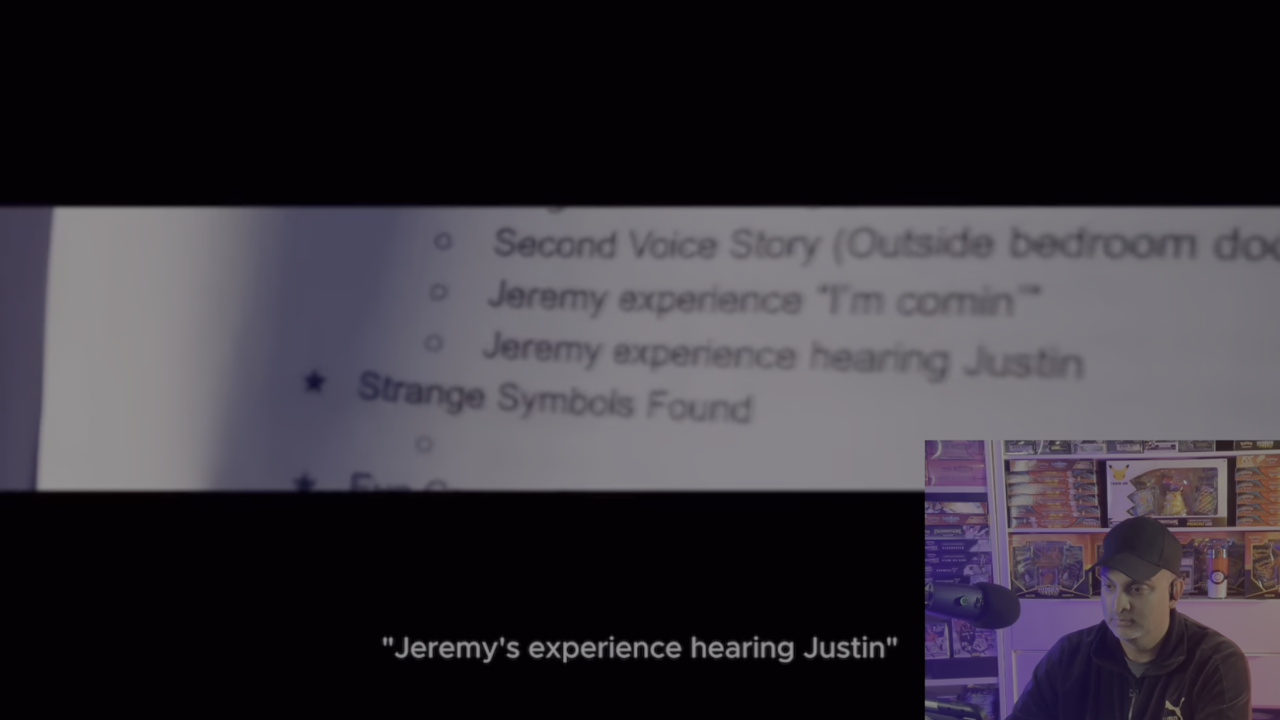 Second Voice Story (Outside bedroom doo
Jeremy experience "I'm comin'"
Jeremy experience hearing Justin
Strange Symbols Found
"Jeremy's experience hearing Justin"